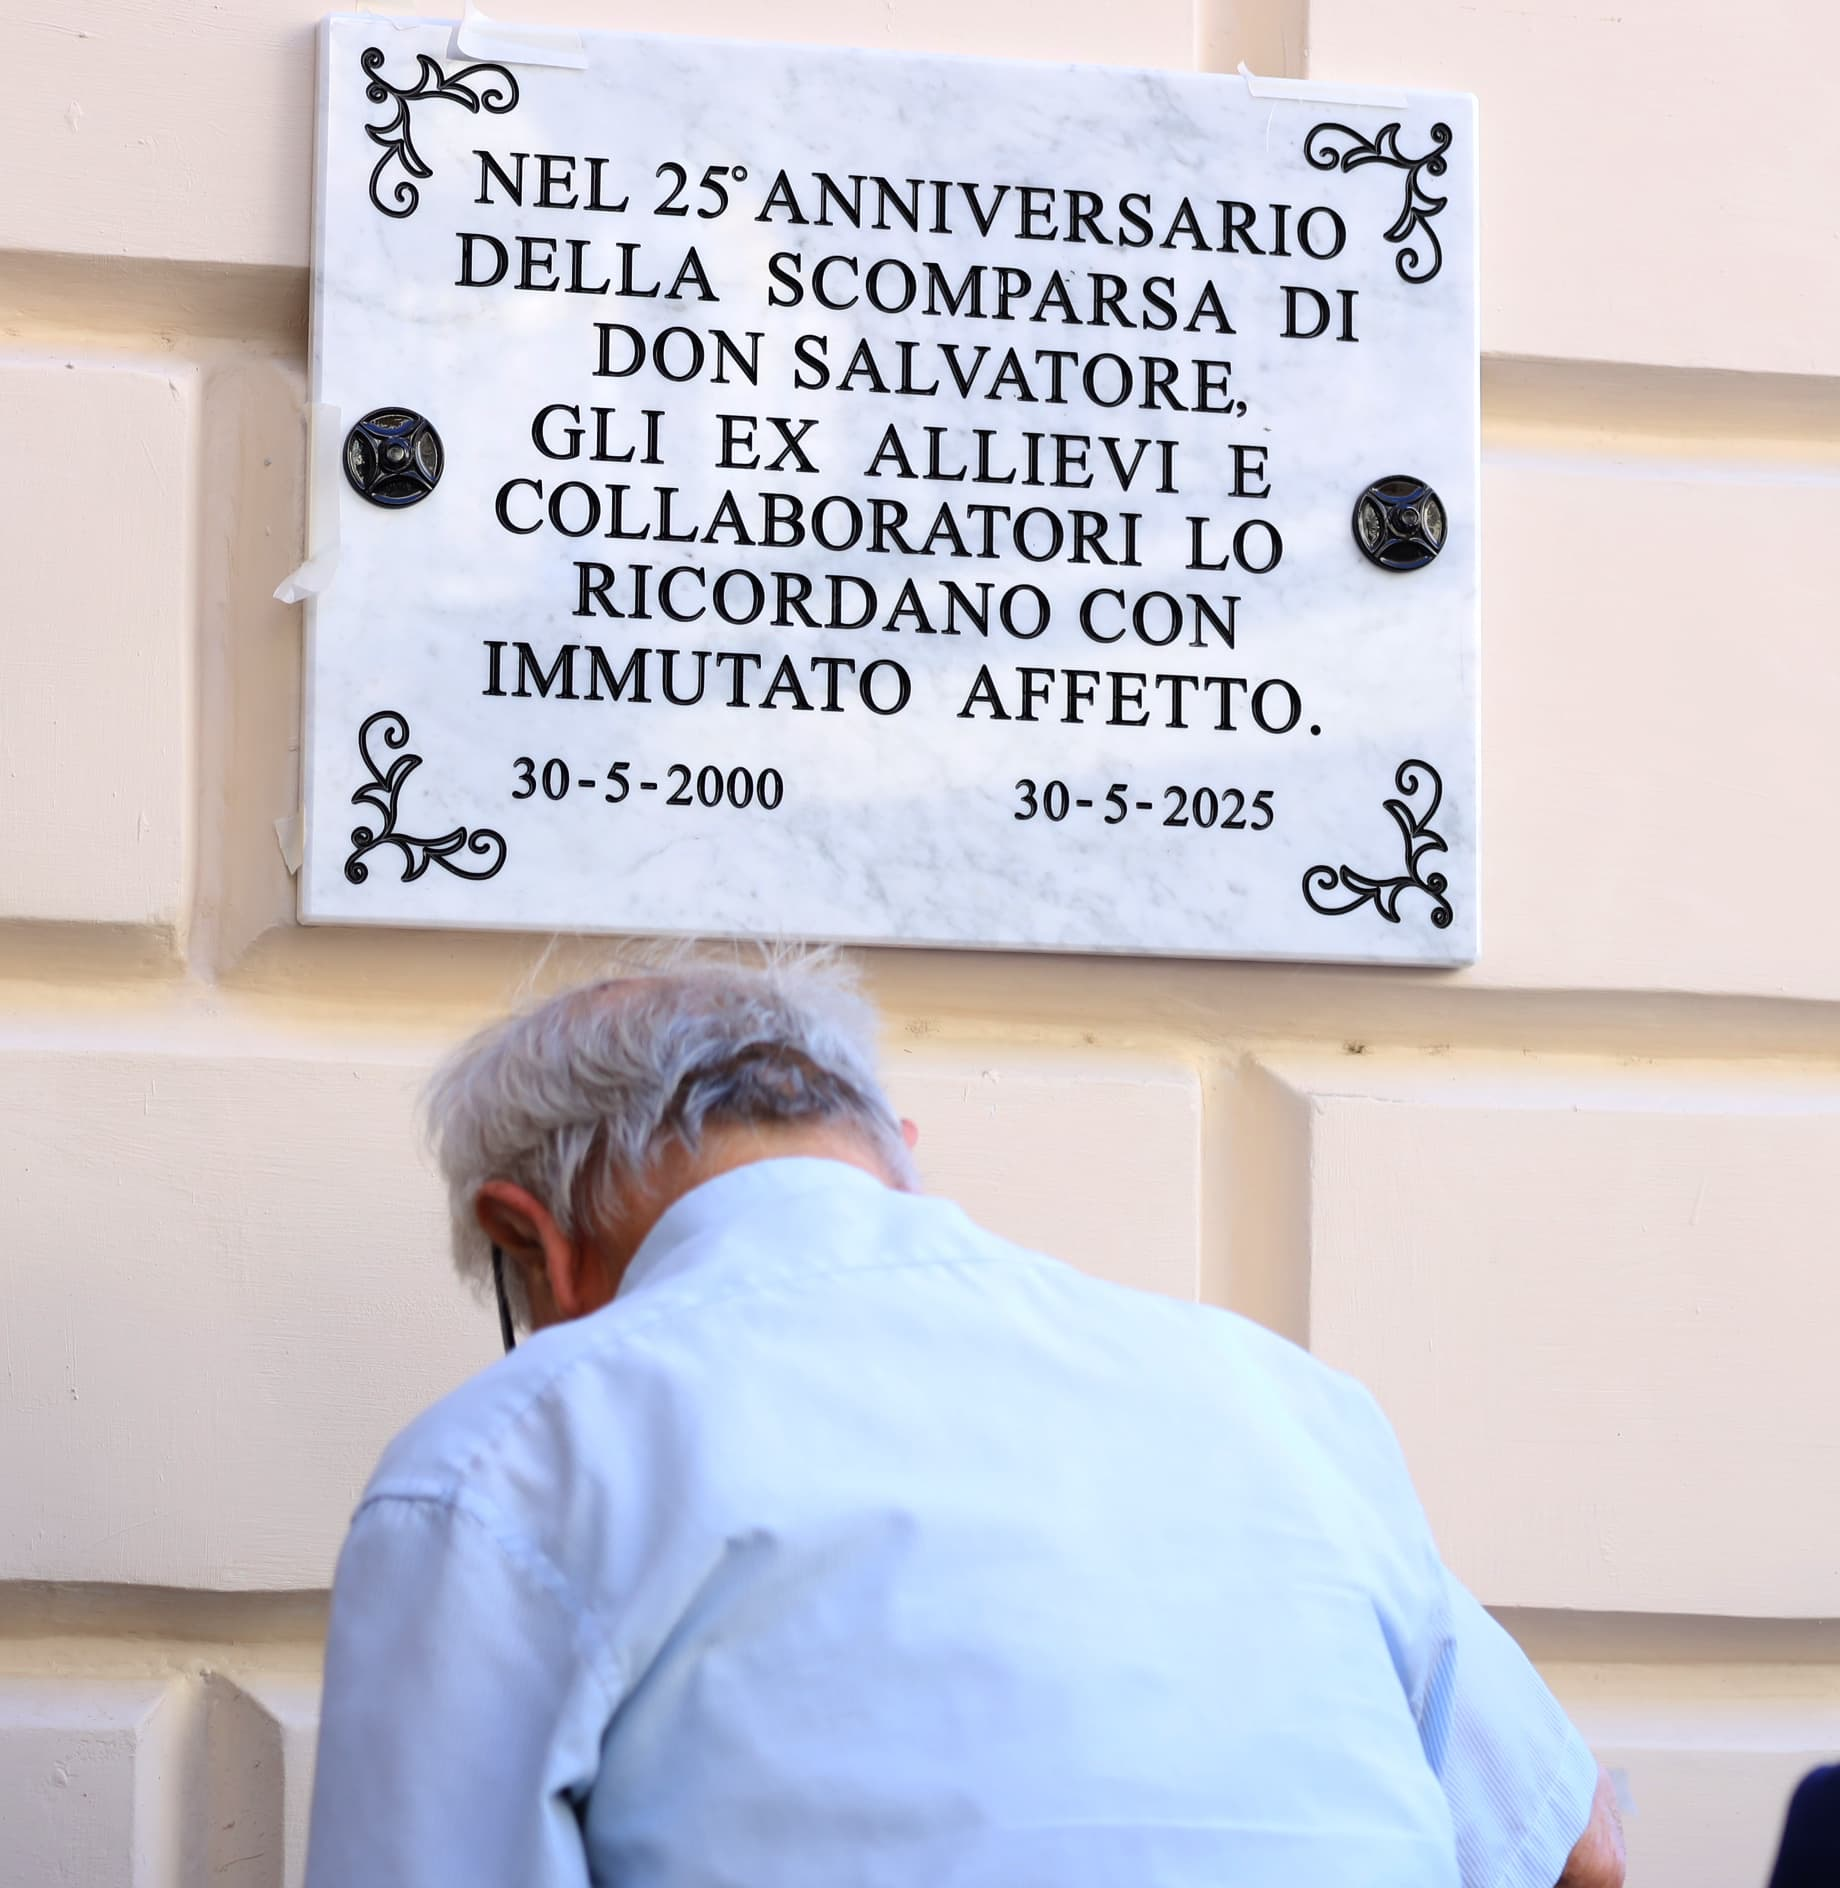 NEL 25° ANNIVERSARIO
DELLA SCOMPARSA DI
DON SALVATORE,
GLI EX ALLIEVI E
COLLABORATORI LO
RICORDANO CON
IMMUTATO AFFETTO.
30-5-2000 30-5-2025